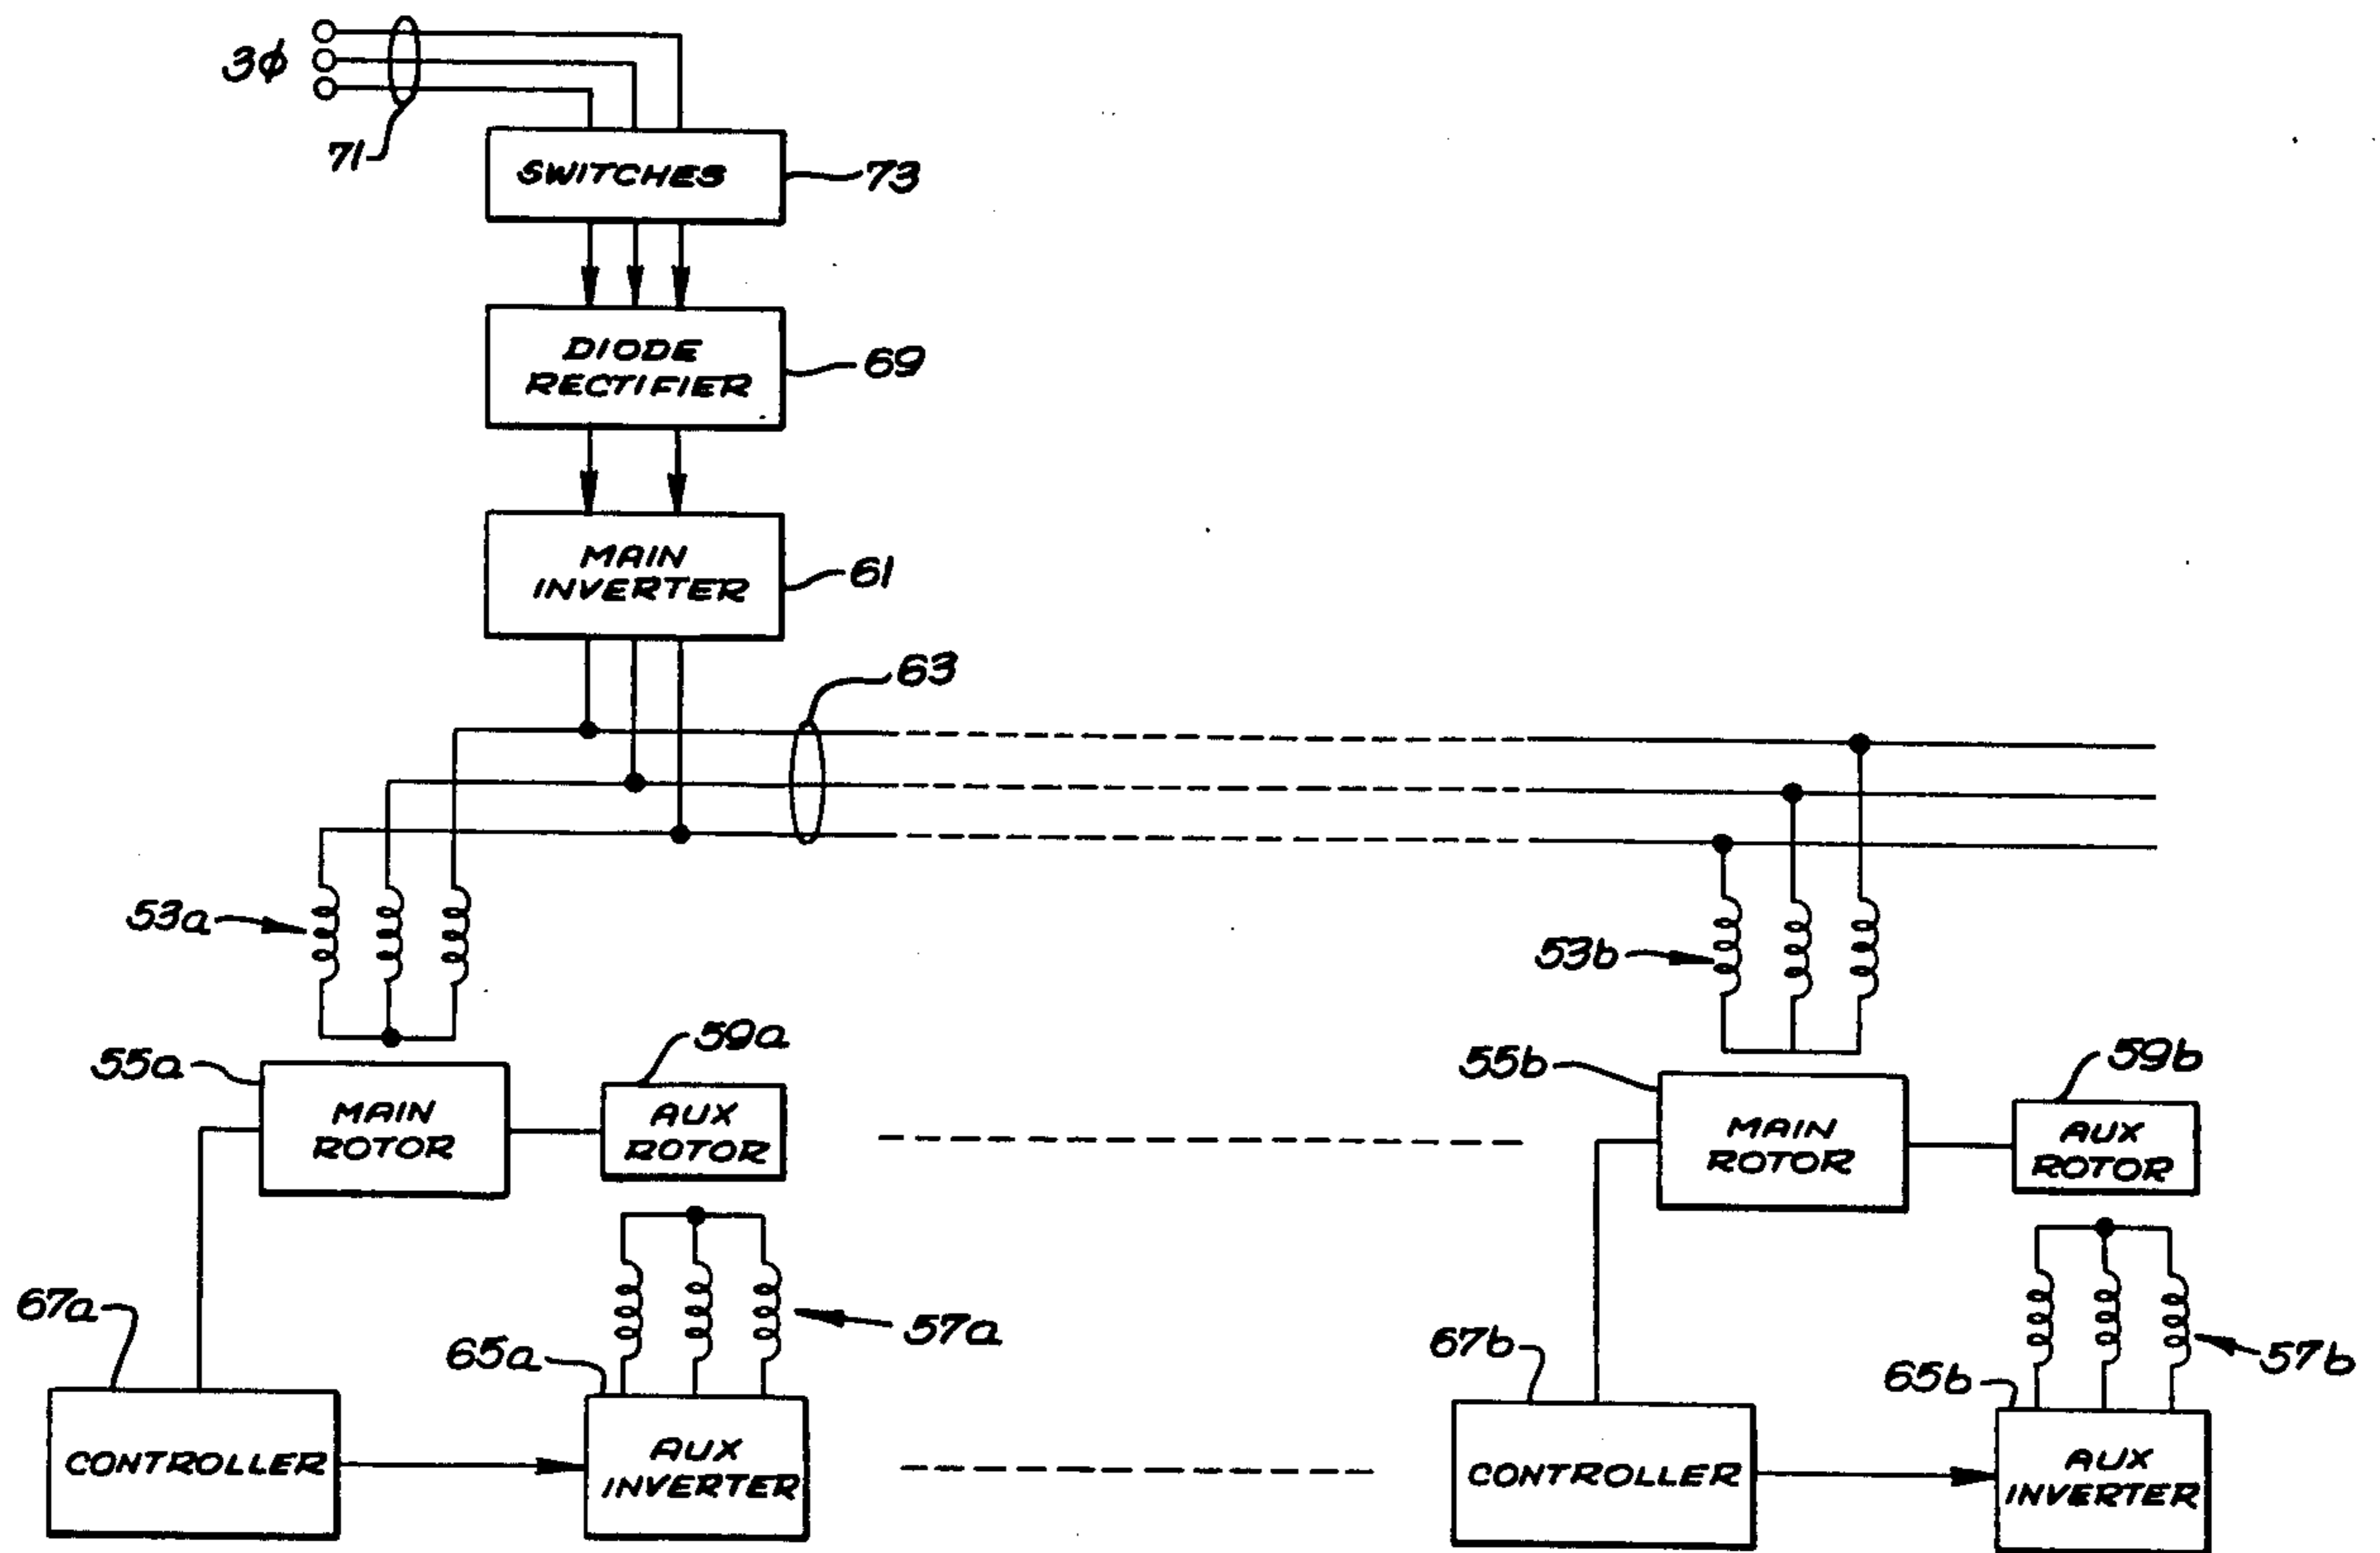 3φ
71
SWITCHES
73
DIODE
RECTIFIER
69
MAIN
INVERTER
61
63
53a
53b
55a
59a
55b
59b
MAIN
ROTOR
AUX
ROTOR
MAIN
ROTOR
AUX
ROTOR
67a
65a
57a
67b
65b
57b
CONTROLLER
AUX
INVERTER
CONTROLLER
AUX
INVERTER